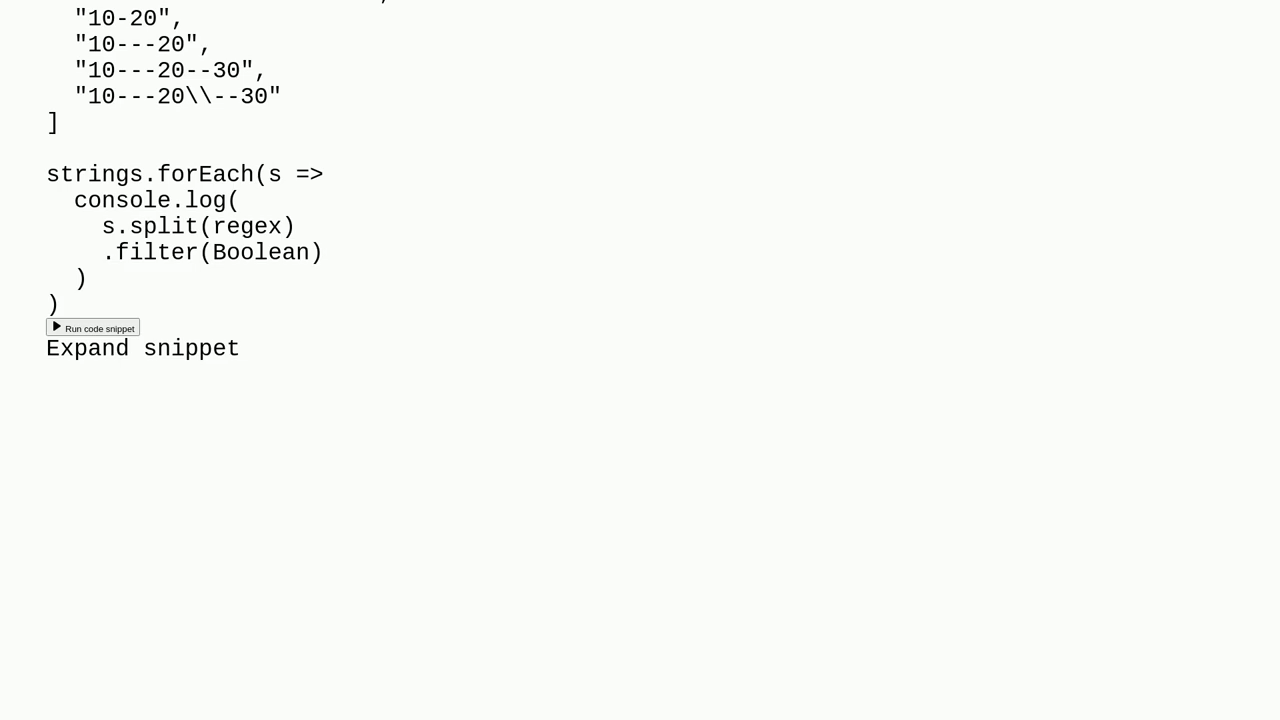 "10-20",
"10---20",
"10---20--30",
"10---20\\--30"
]
strings.forEach(s =>
console.log(
s.split(regex)
.filter(Boolean)
)
)
Run code snippet
Expand snippet